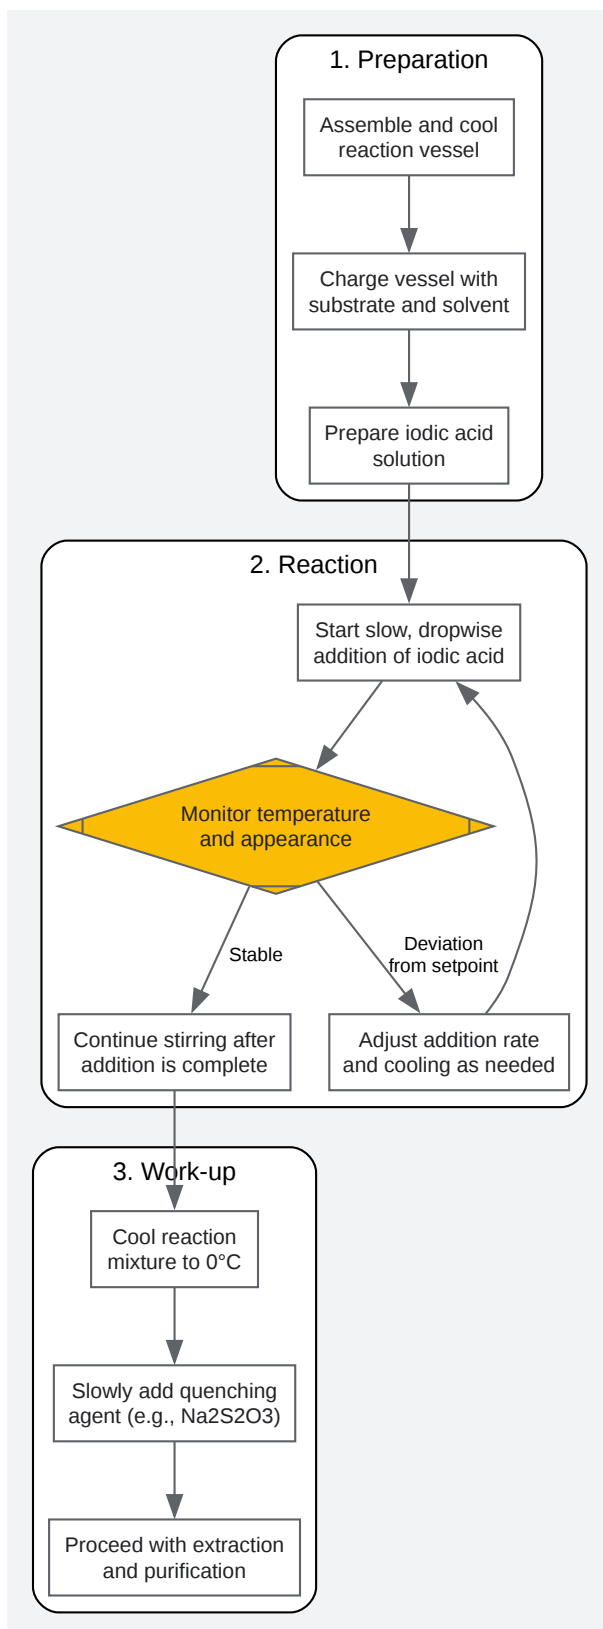 1. Preparation
Assemble and cool
reaction vessel
Charge vessel with
substrate and solvent
Prepare iodic acid
solution
2. Reaction
Start slow, dropwise
addition of iodic acid
Monitor temperature
and appearance
Stable
Deviation
from setpoint
Continue stirring after
addition is complete
Adjust addition rate
and cooling as needed
3. Work-up
Cool reaction
mixture to 0°C
Slowly add quenching
agent (e.g., Na2S2O3)
Proceed with extraction
and purification